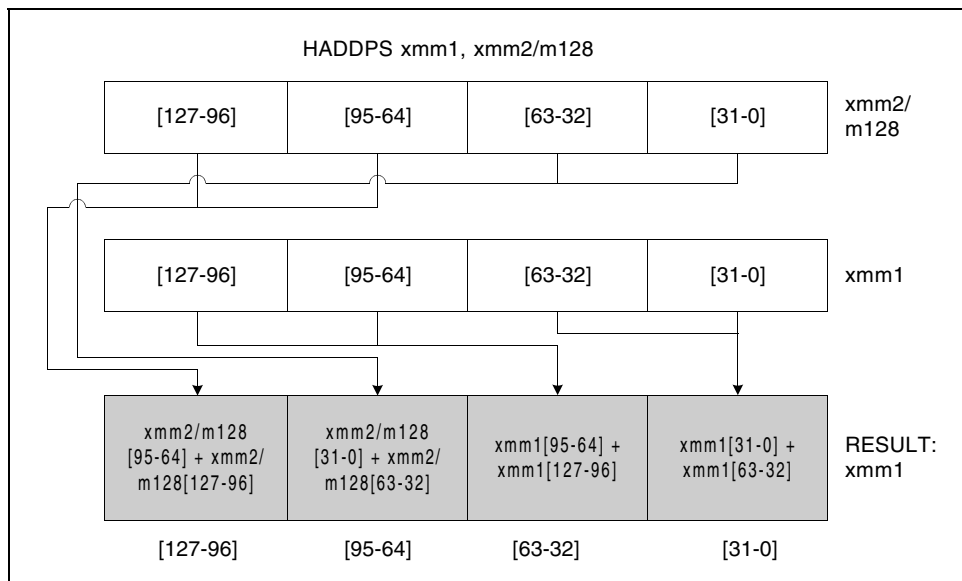 HADDPS xmm1, xmm2/m128
[127-96] [95-64] [63-32] [31-0]
xmm2/
m128
[127-96] [95-64] [63-32] [31-0] xmm1
xmm2/m128
[95-64] + xmm2/
m128[127-96]
xmm2/m128
[31-0] + xmm2/
m128[63-32]
xmm1[95-64] +
xmm1[127-96]
xmm1[31-0] +
xmm1[63-32]
RESULT:
xmm1
[127-96] [95-64] [63-32] [31-0]